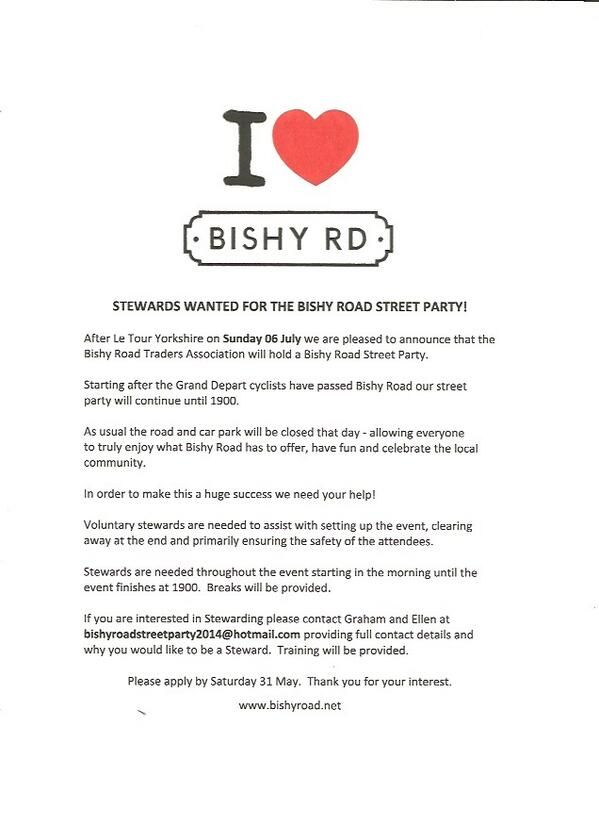 I
· BISHY RD ·
STEWARDS WANTED FOR THE BISHY ROAD STREET PARTY!
After Le Tour Yorkshire on Sunday 06 July we are pleased to announce that the
Bishy Road Traders Association will hold a Bishy Road Street Party.
Starting after the Grand Depart cyclists have passed Bishy Road our street
party will continue until 1900.
As usual the road and car park will be closed that day - allowing everyone
to truly enjoy what Bishy Road has to offer, have fun and celebrate the local
community.
In order to make this a huge success we need your help!
Voluntary stewards are needed to assist with setting up the event, clearing
away at the end and primarily ensuring the safety of the attendees.
Stewards are needed throughout the event starting in the morning until the
event finishes at 1900.  Breaks will be provided.
If you are interested in Stewarding please contact Graham and Ellen at
bishyroadstreetparty2014@hotmail.com providing full contact details and
why you would like to be a Steward.  Training will be provided.
Please apply by Saturday 31 May.  Thank you for your interest.
www.bishyroad.net